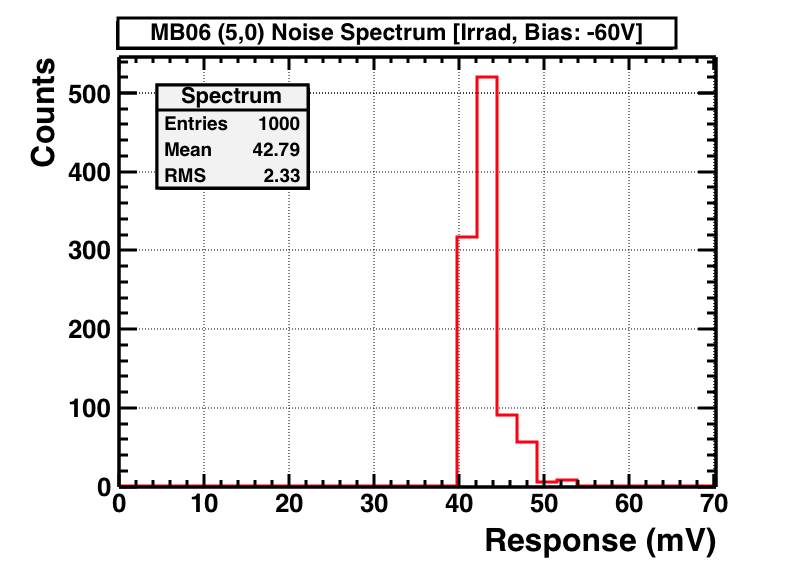 MB06 (5,0) Noise Spectrum [Irrad, Bias: -60V]
Counts
Spectrum
Entries 1000
Mean 42.79
RMS 2.33
500
400
300
200
100
0
0 10 20 30 40 50 60 70
Response (mV)